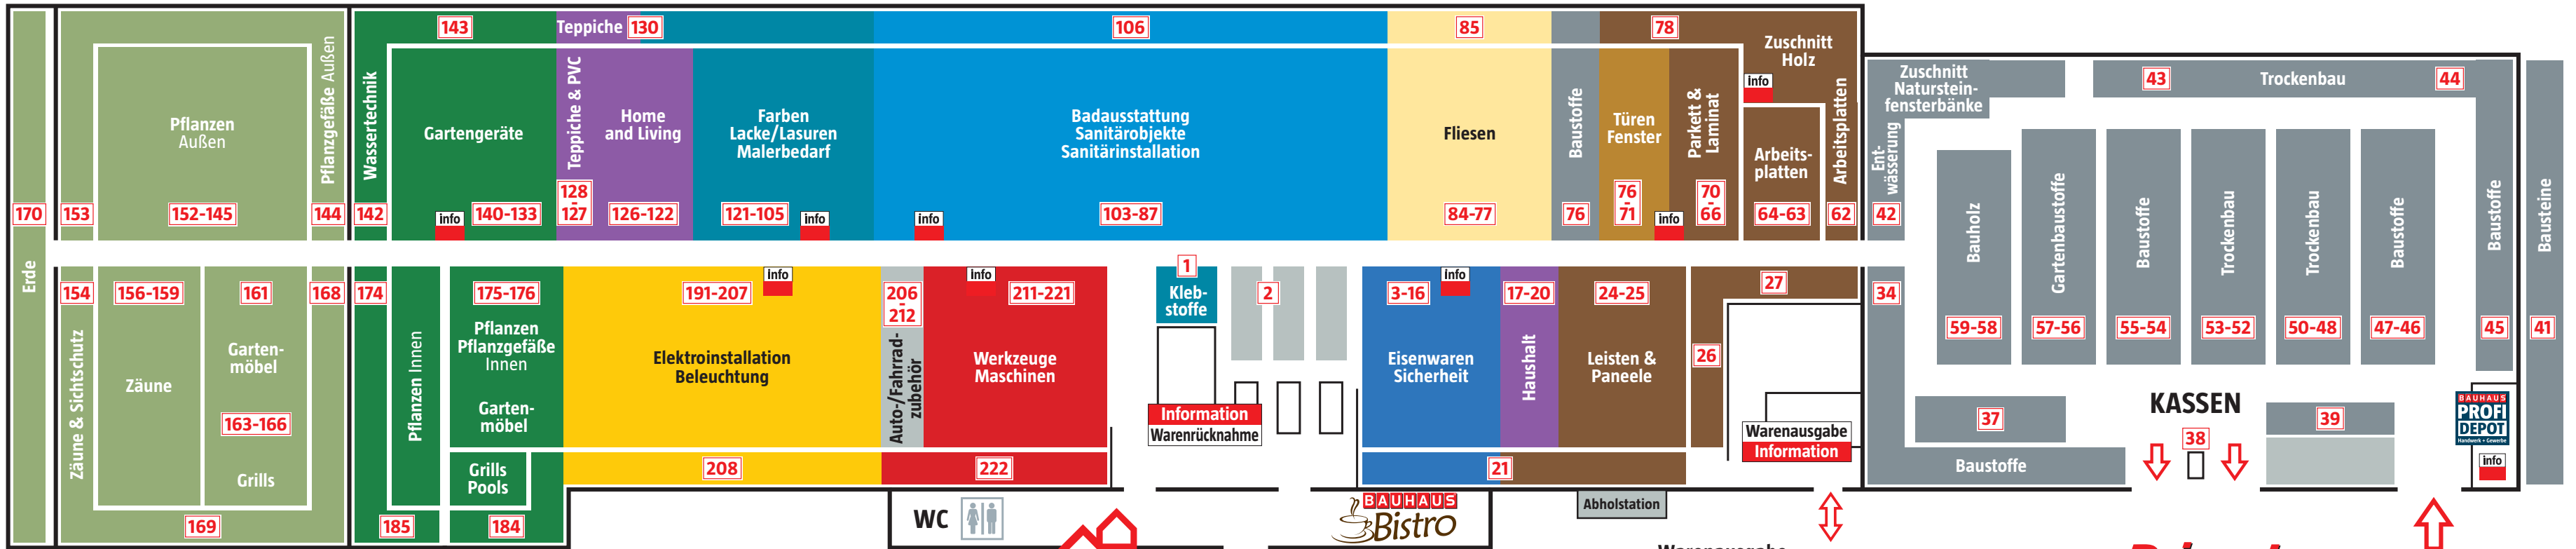 143
Teppiche 130
106
85
78
Zuschnitt
Holz
info
Pflanzen
Außen
Pflanzgefäße Außen
Wassertechnik
Gartengeräte
Teppiche & PVC
Home
and Living
Farben
Lacke/Lasuren
Malerbedarf
Badausstattung
Sanitärobjekte
Sanitärinstallation
Fliesen
Baustoffe
Türen
Fenster
Parkett &
Laminat
Arbeits-
platten
Arbeitsplatten
170
153
152-145
144
142
info
140-133
128
-
127
126-122
121-105
info
info
103-87
84-77
76
76
-
71
info
70
-
66
64-63
62
Zuschnitt
Naturstein-
fensterbänke
43
Trockenbau
44
Ent-
wässerung
42
Bauholz
Gartenbaustoffe
Baustoffe
Trockenbau
Trockenbau
Baustoffe
Baustoffe
Bausteine
34
59-58
57-56
55-54
53-52
50-48
47-46
45
41
Erde
154
156-159
161
168
174
175-176
191-207
info
206
-
212
info
211-221
1
Kleb-
stoffe
2
3-16
info
17-20
24-25
27
26
Zäune & Sichtschutz
Zäune
Garten-
möbel
163-166
Grills
Pflanzen Innen
Pflanzen
Pflanzgefäße
Innen
Garten-
möbel
Elektroinstallation
Beleuchtung
Auto-/Fahrrad-
zubehör
Werkzeuge
Maschinen
Information
Warenrücknahme
Eisenwaren
Sicherheit
Haushalt
Leisten &
Paneele
Warenausgabe
Information
37
KASSEN
38
39
BAUHAUS
PROFI
DEPOT
Handwerk + Gewerbe
info
Baustoffe
Grills
Pools
208
222
21
169
185
184
WC
BAUHAUS
Bistro
Abholstation